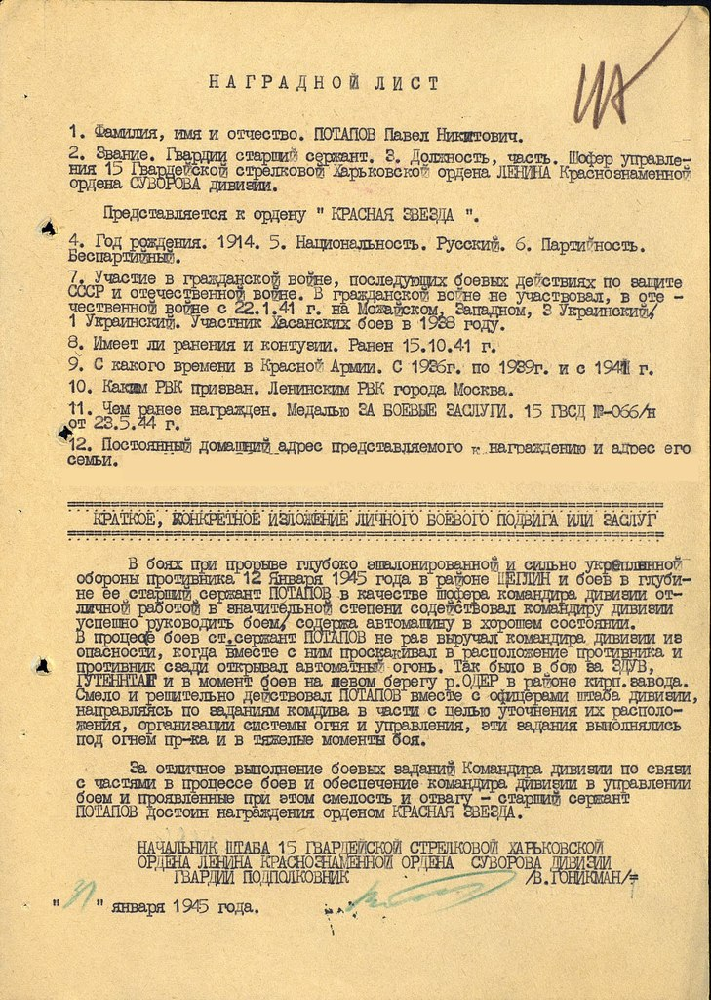 НАГРАДНОЙ ЛИСТ
1. Фамилия, имя и отчество. ПОТАПОВ Павел Никитович.
2. Звание. Гвардии старший сержант. 3. Должность, часть. Шофер управле-
ния 15 Гвардейской стрелковой Харьковской ордена ЛЕНИНА Краснознаменной
ордена СУВОРОВА дивизии.
Представляется к ордену " КРАСНАЯ ЗВЕЗДА ".
4. Год рождения. 1914. 5. Национальность. Русский. 6. Партийность.
Беспартийный.
7. Участие в гражданской войне, последующих боевых действиях по защите
СССР и отечественной войне. В гражданской войне не участвовал, в оте -
чественной войне с 22.1.41 г. на Можайском, Западном, 3 Украинский,
1 Украинский. Участник Хасанских боев в 1938 году.
8. Имеет ли ранения и контузии. Ранен 15.10.41 г.
9. С какого времени в Красной Армии. С 1936г. по 1939г. и с 1941 г.
10. Каким РВК призван. Ленинским РВК города Москва.
11. Чем ранее награжден. Медалью ЗА БОЕВЫЕ ЗАСЛУГИ. 15 ГВСД №-066/н
от 23.5.44 г.
12. Постоянный домашний адрес представляемого к награждению и адрес его
семьи.
КРАТКОЕ, КОНКРЕТНОЕ ИЗЛОЖЕНИЕ ЛИЧНОГО БОЕВОГО ПОДВИГА ИЛИ ЗАСЛУГ
В боях при прорыве глубоко эшалонированной и сильно укрепленной
обороны противника 12 Января 1945 года в районе ЩЕГЛИН и боев в глуби-
не ее старший сержант ПОТАПОВ в качестве шофера командира дивизии от-
личной работой в значительной степени содействовал командиру дивизии
успешно руководить боем, содержа автомашину в хорошем состоянии.
В процесе боев ст.сержант ПОТАПОВ не раз выручал командира дивизии из
опасности, когда вместе с ним проскакивал в расположение противника и
противник сзади открывал автоматный огонь. Так было в бою за ЗДУВ,
ГУТЕННТАГ и в момент боев на левом берегу р.ОДЕР в районе кирп.завода.
Смело и решительно действовал ПОТАПОВ вместе с офицерами штаба дивизии,
направляясь по заданиям комдива в части с целью уточнения их располо-
жения, организации системы огня и управления, эти задания выполнялись
под огнем пр-ка и в тяжелые моменты боя.
За отличное выполнение боевых заданий Командира дивизии по связи
с частями в процессе боев и обеспечение командира дивизии в управлении
боем и проявленные при этом смелость и отвагу - старший сержант
ПОТАПОВ достоин награждения орденом КРАСНАЯ ЗВЕЗДА.
НАЧАЛЬНИК ШТАБА 15 ГВАРДЕЙСКОЙ СТРЕЛКОВОЙ ХАРЬКОВСКОЙ
ОРДЕНА ЛЕНИНА КРАСНОЗНАМЕННОЙ ОРДЕНА СУВОРОВА ДИВИЗИИ
ГВАРДИИ ПОДПОЛКОВНИК /В.ГОНИКМАН/=
" 31 " января 1945 года.